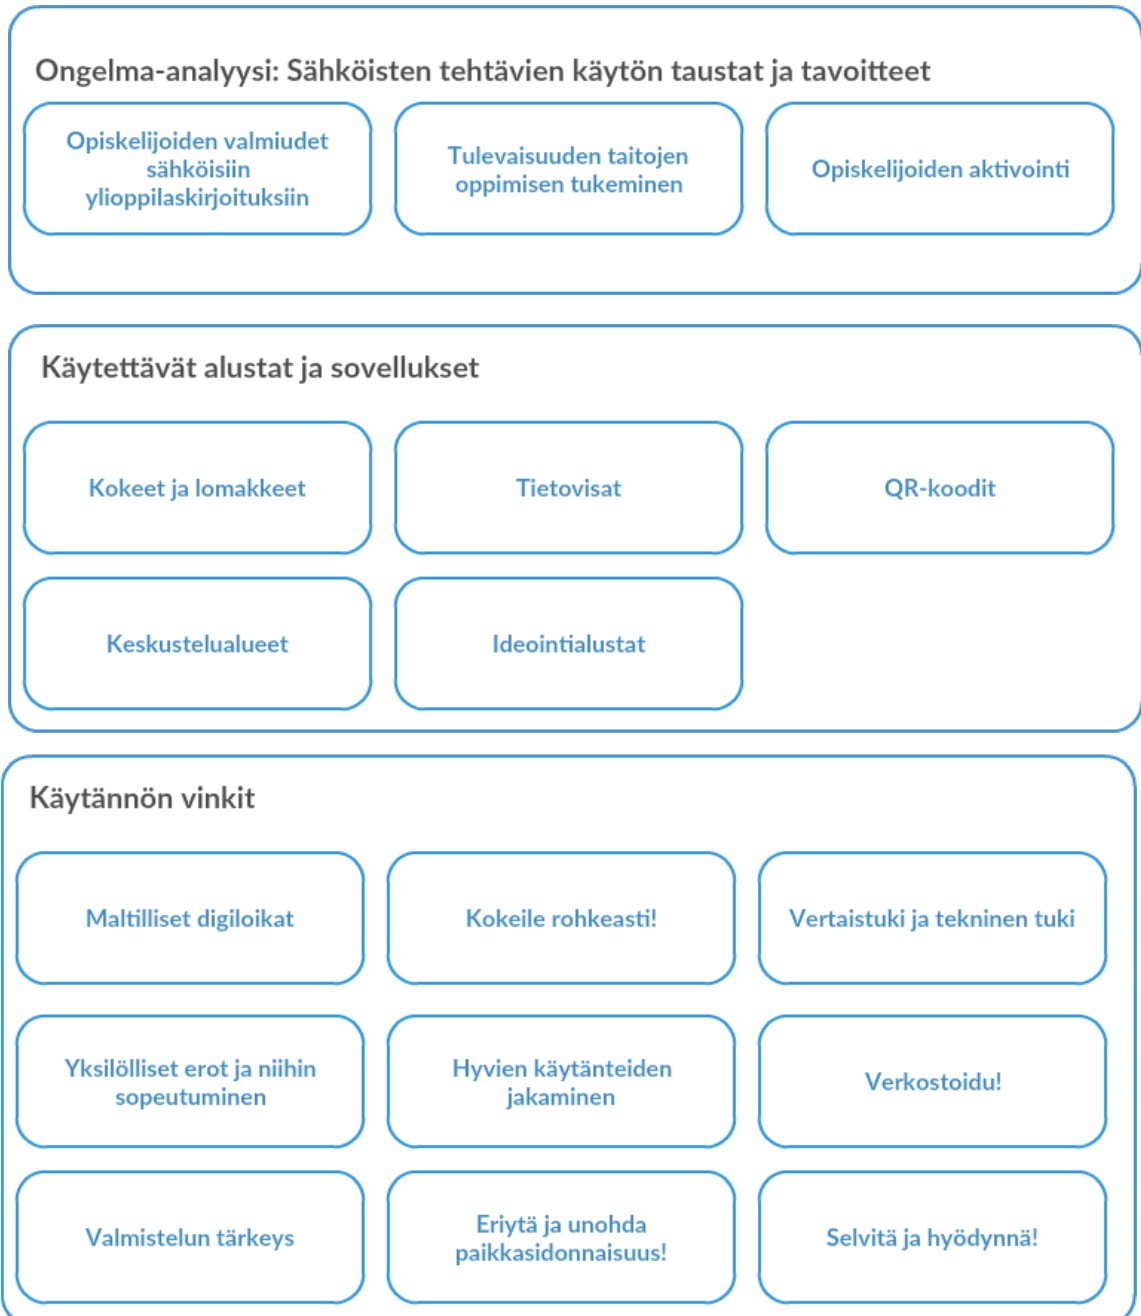 Ongelma-analyysi: Sähköisten tehtävien käytön taustat ja tavoitteet
Opiskelijoiden valmiudet
sähköisiin
ylioppilaskirjoituksiin
Tulevaisuuden taitojen
oppimisen tukeminen
Opiskelijoiden aktivointi
Käytettävät alustat ja sovellukset
Kokeet ja lomakkeet
Tietovisat
QR-koodit
Keskustelualueet
Ideointialustat
Käytännön vinkit
Maltilliset digiloikat
Kokeile rohkeasti!
Vertaistuki ja tekninen tuki
Yksilölliset erot ja niihin
sopeutuminen
Hyvien käytänteiden
jakaminen
Verkostoidu!
Valmistelun tärkeys
Eriytä ja unohda
paikkasidonnaisuus!
Selvitä ja hyödynnä!